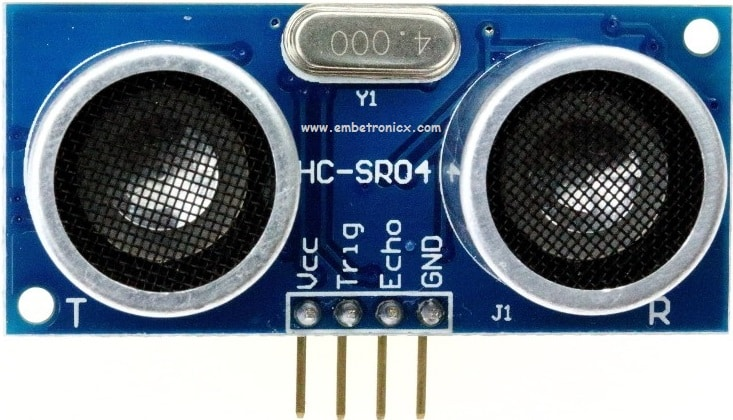 4.000
Y1
www.embetronicx.com
HC-SR04
Vcc
Trig
Echo
GND
T
J1
R